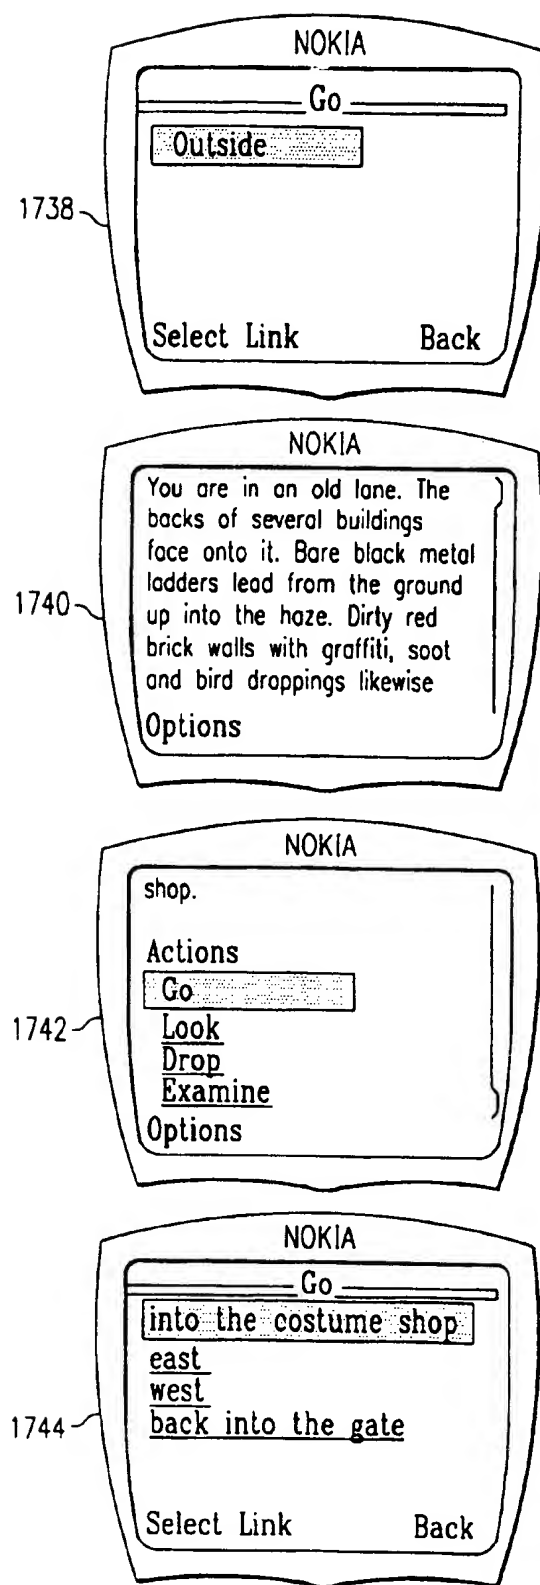 NOKIA
Go
Outside
1738
Select Link Back
NOKIA
You are in an old lane. The
backs of several buildings
face onto it. Bare black metal
ladders lead from the ground
1740
up into the haze. Dirty red
brick walls with graffiti, soot
and bird droppings likewise
Options
NOKIA
shop.
Actions
Go
1742
Look
Drop
Examine
Options
NOKIA
Go
into the costume shop
east
west
1744
back into the gate
Select Link Back